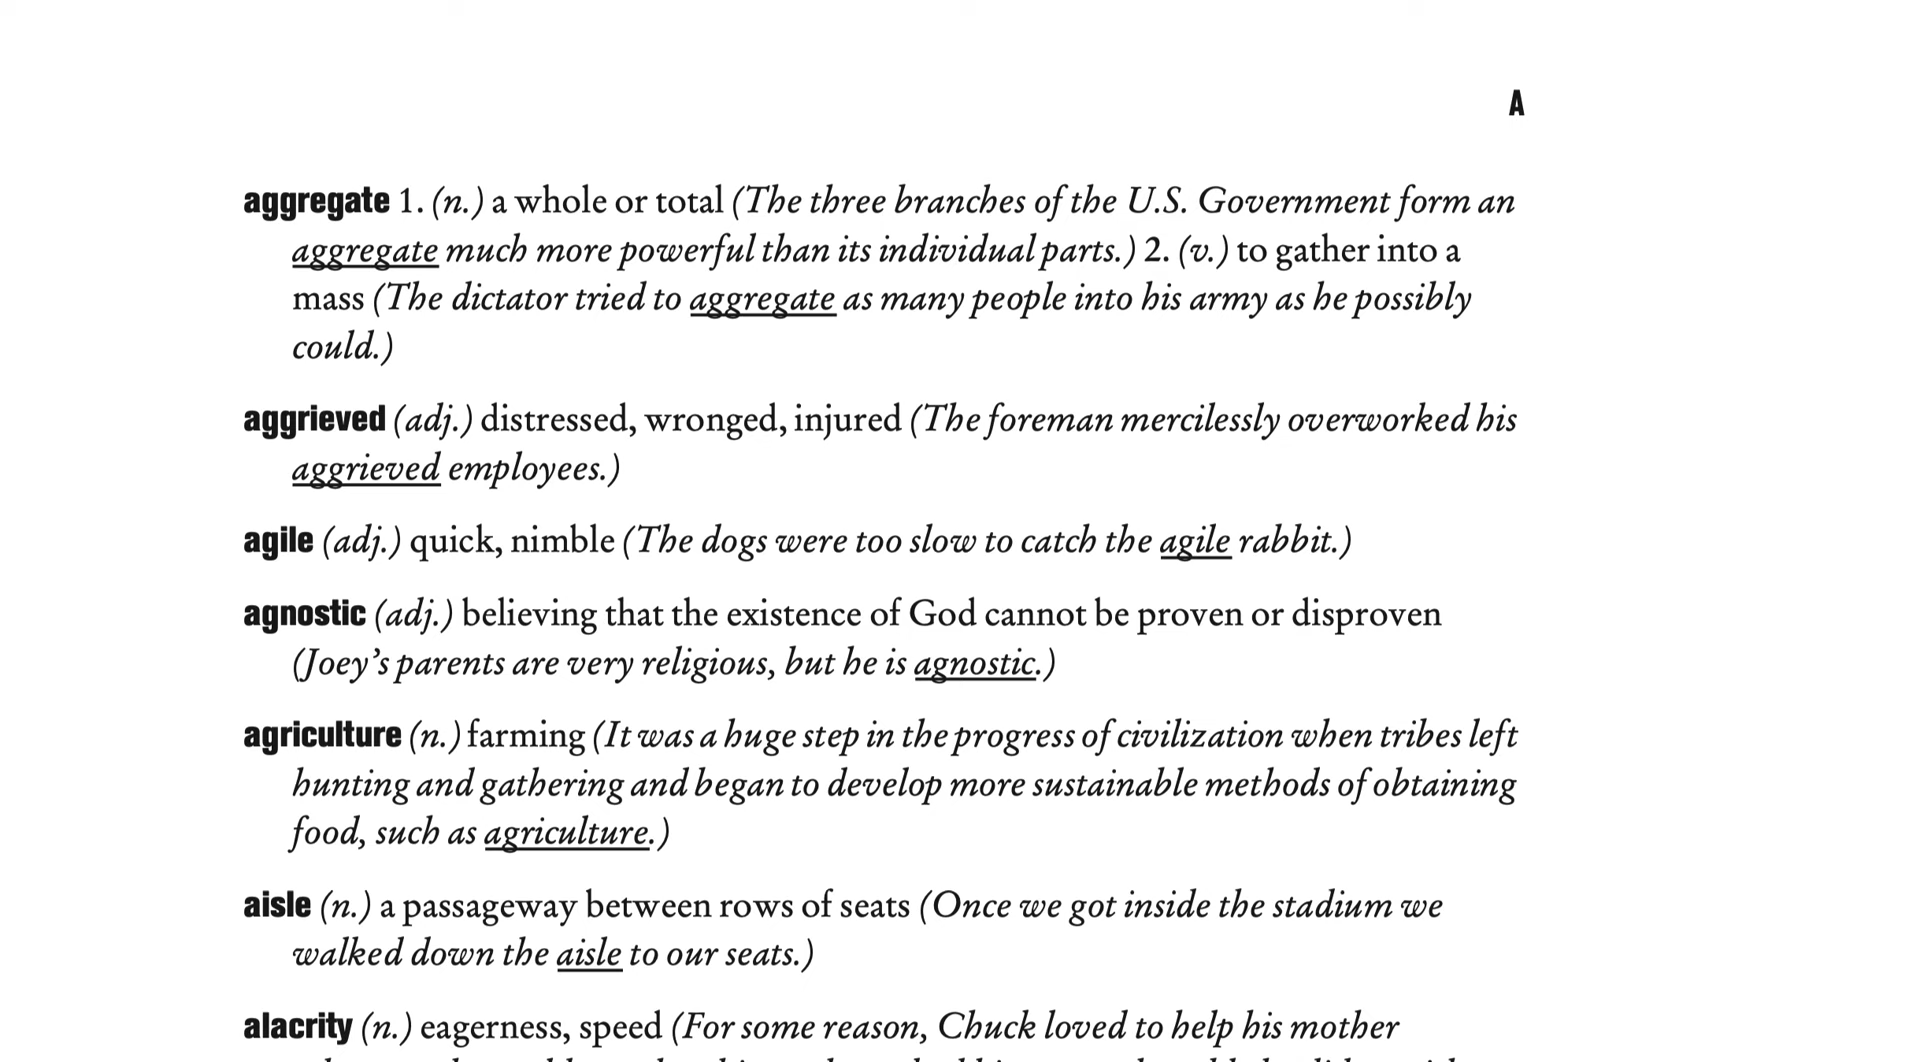 A
aggregate 1. (n.) a whole or total (The three branches of the U.S. Government form an
aggregate much more powerful than its individual parts.) 2. (v.) to gather into a
mass (The dictator tried to aggregate as many people into his army as he possibly
could.)
aggrieved (adj.) distressed, wronged, injured (The foreman mercilessly overworked his
aggrieved employees.)
agile (adj.) quick, nimble (The dogs were too slow to catch the agile rabbit.)
agnostic (adj.) believing that the existence of God cannot be proven or disproven
(Joey’s parents are very religious, but he is agnostic.)
agriculture (n.) farming (It was a huge step in the progress of civilization when tribes left
hunting and gathering and began to develop more sustainable methods of obtaining
food, such as agriculture.)
aisle (n.) a passageway between rows of seats (Once we got inside the stadium we
walked down the aisle to our seats.)
alacrity (n.) eagerness, speed (For some reason, Chuck loved to help his mother